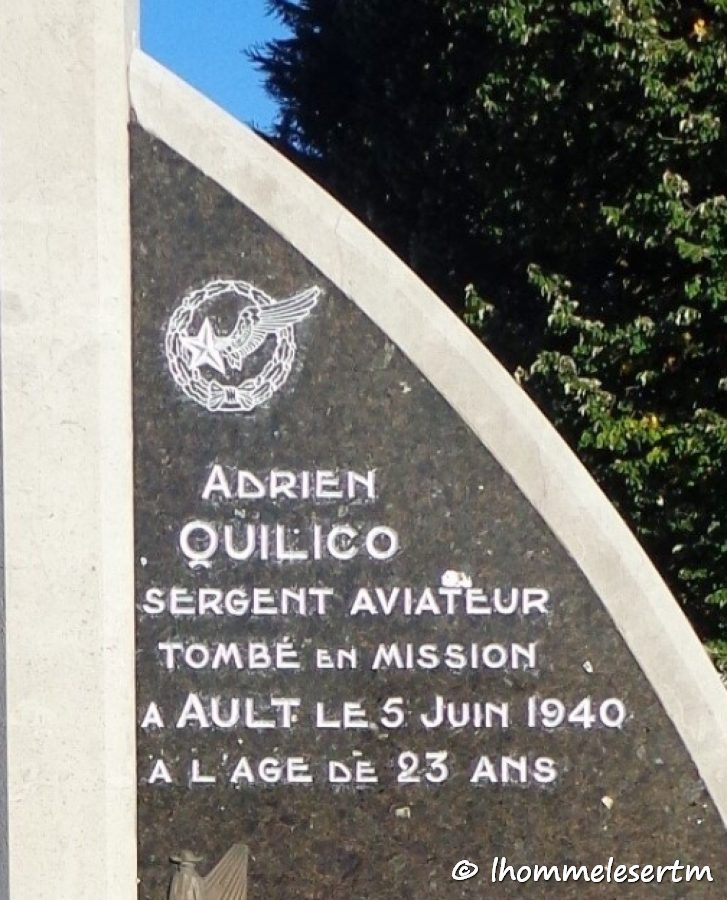 ADRIEN
QUILICO
SERGENT AVIATEUR
TOMBÉ EN MISSION
A AULT LE 5 JUIN 1940
A L'AGE DE 23 ANS
© lhommelesertm